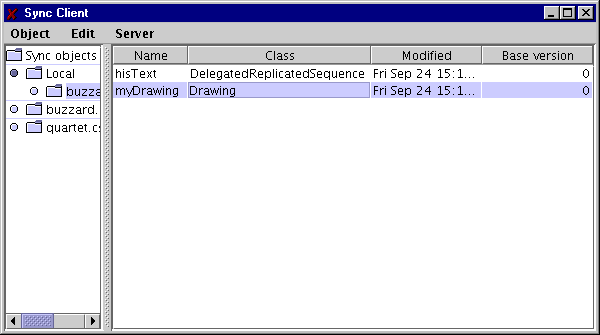 Sync Client
Object Edit Server
Sync objects
Local
buzza
buzzard.
quartet.cs
Name Class Modified Base version
hisText DelegatedReplicatedSequence Fri Sep 24 15:1... 0
myDrawing Drawing Fri Sep 24 15:1... 0